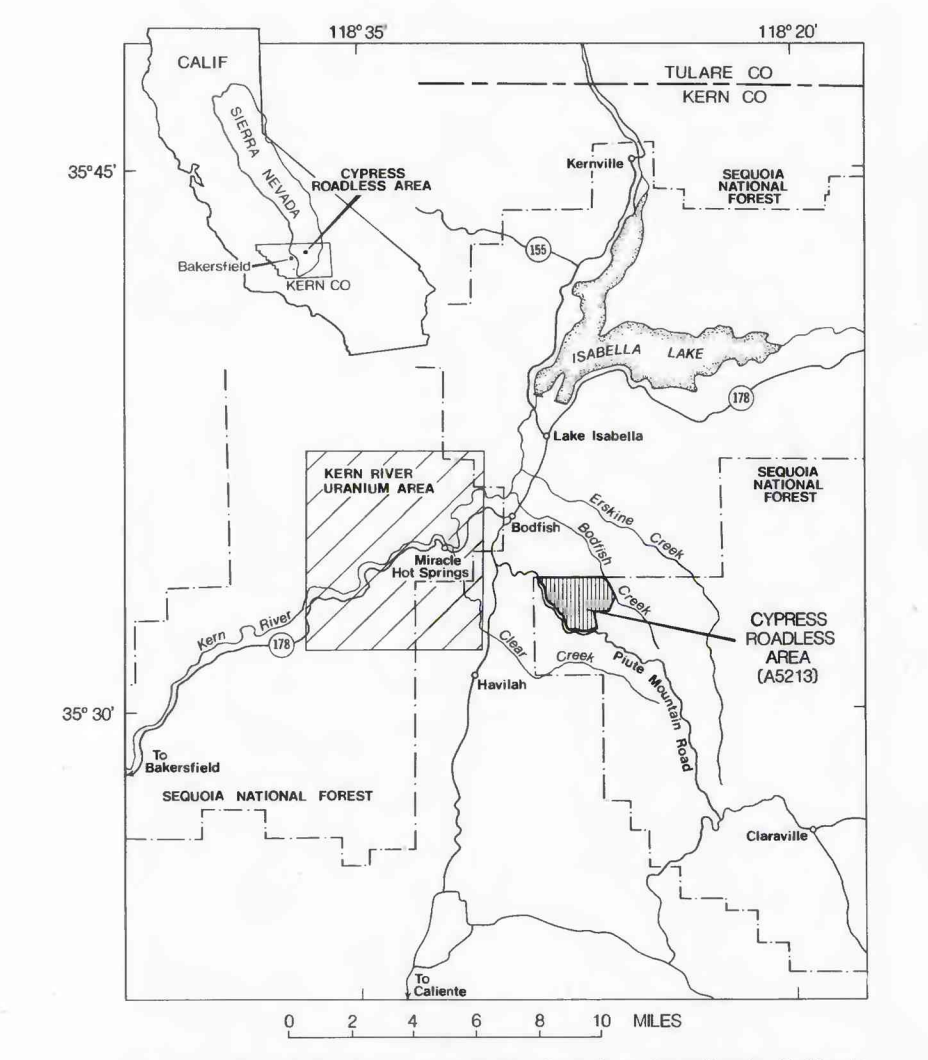 118° 35'
118° 20'
CALIF
TULARE CO
KERN CO
SIERRA NEVADA
Kernville
35° 45'
CYPRESS
ROADLESS AREA
SEQUOIA
NATIONAL
FOREST
155
Bakersfield
KERN CO
ISABELLA LAKE
178
Lake Isabella
KERN RIVER
URANIUM AREA
SEQUOIA
NATIONAL
FOREST
Erskine Creek
Bodfish
Bodfish Creek
Miracle
Hot Springs
Kern River
178
CYPRESS
ROADLESS
AREA
(A5213)
Clear Creek
Piute Mountain Road
Havilah
35° 30'
To
Bakersfield
SEQUOIA NATIONAL FOREST
Claraville
To
Caliente
0 2 4 6 8 10 MILES